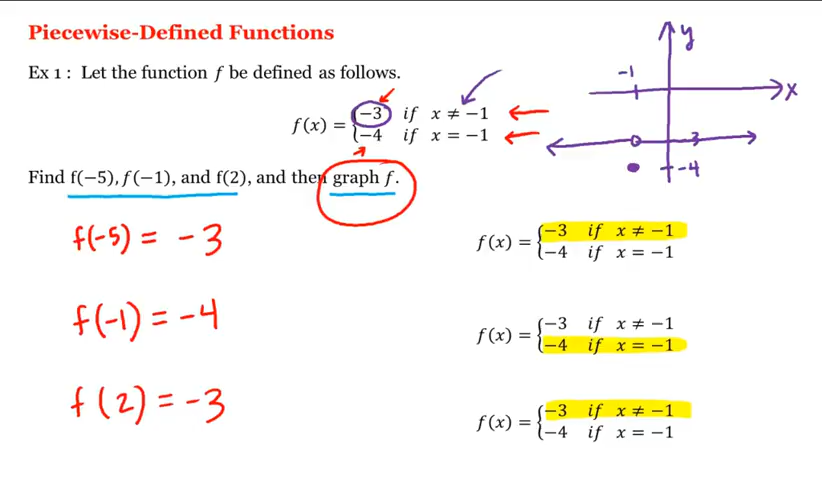 Piecewise-Defined Functions
Ex 1 : Let the function f be defined as follows.
f(x) = {−3 if x ≠ −1
−4 if x = −1
Find f(−5), f(−1), and f(2), and then graph f.
y
-1
x
3
-4
f(-5) = -3
f(x) = {−3 if x ≠ −1
−4 if x = −1
f(-1) = -4
f(x) = {−3 if x ≠ −1
−4 if x = −1
f(2) = -3
f(x) = {−3 if x ≠ −1
−4 if x = −1